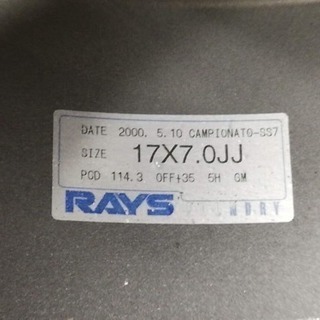 DATE 2000. 5.10 CAMPIONATO-SS7
SIZE 17X7.0JJ
PCD 114.3 OFF+35 5H GM
RAYS